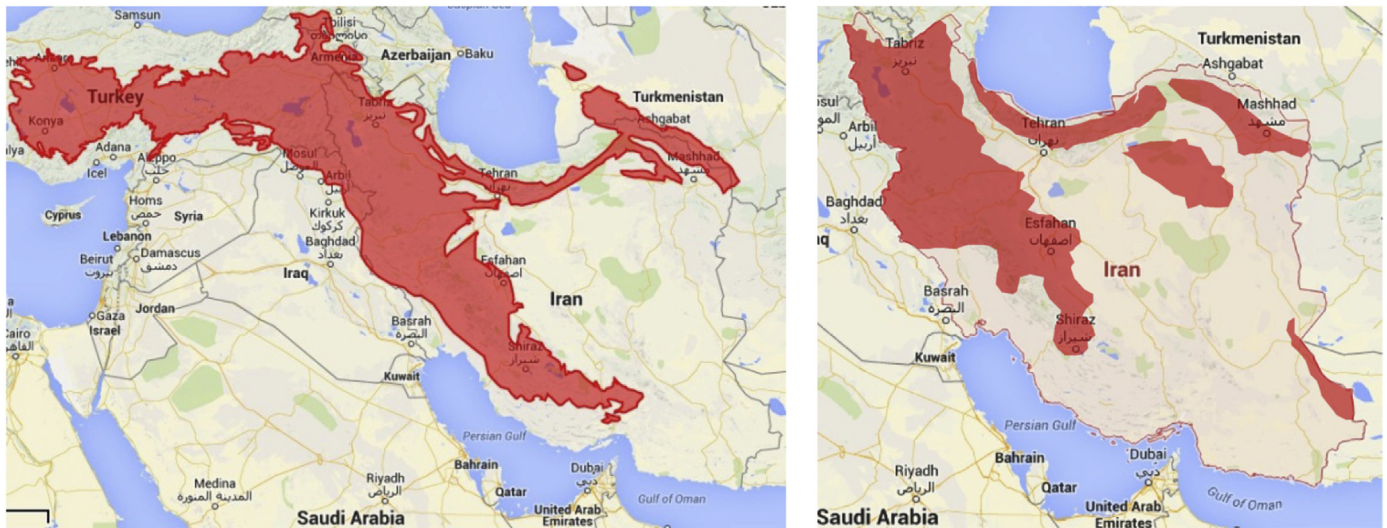 Samsun
Tbilisi
თბილისი
Armenia
Azerbaijan
Baku
Turkey
Konya
Tabriz
تبریز
Turkmenistan
Ashgabat
Adana
Icel
Aleppo
حلب
Mosul
الموصل
Arbil
أربيل
Tehran
تهران
Mashhad
مشهد
Cyprus
Homs
حمص
Syria
Kirkuk
كركوك
Lebanon
Beirut
بيروت
Damascus
دمشق
Baghdad
بغداد
Iraq
Esfahan
اصفهان
Iran
Gaza
Israel
Jordan
Basrah
البصرة
Cairo
Kuwait
Shiraz
شیراز
Persian Gulf
Medina
المدينة المنورة
Riyadh
الرياض
Bahrain
Qatar
Dubai
دبي
Gulf of Oman
Saudi Arabia
United Arab
Emirates
Tabriz
تبریز
Turkmenistan
Ashgabat
Mashhad
مشهد
Arbil
أربيل
Tehran
تهران
Baghdad
بغداد
Esfahan
اصفهان
Iran
Basrah
البصرة
Shiraz
شیراز
Kuwait
Persian Gulf
Riyadh
الرياض
Bahrain
Qatar
Dubai
دبي
Gulf of Oman
Saudi Arabia
United Arab
Emirates